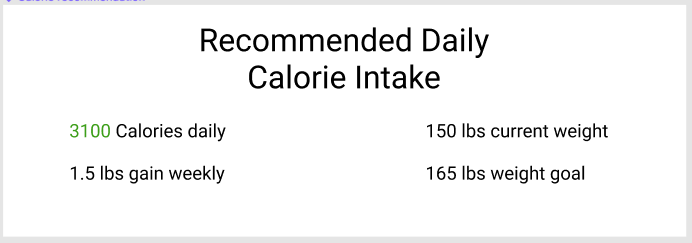 Recommended Daily
Calorie Intake
3100 Calories daily
150 lbs current weight
1.5 lbs gain weekly
165 lbs weight goal